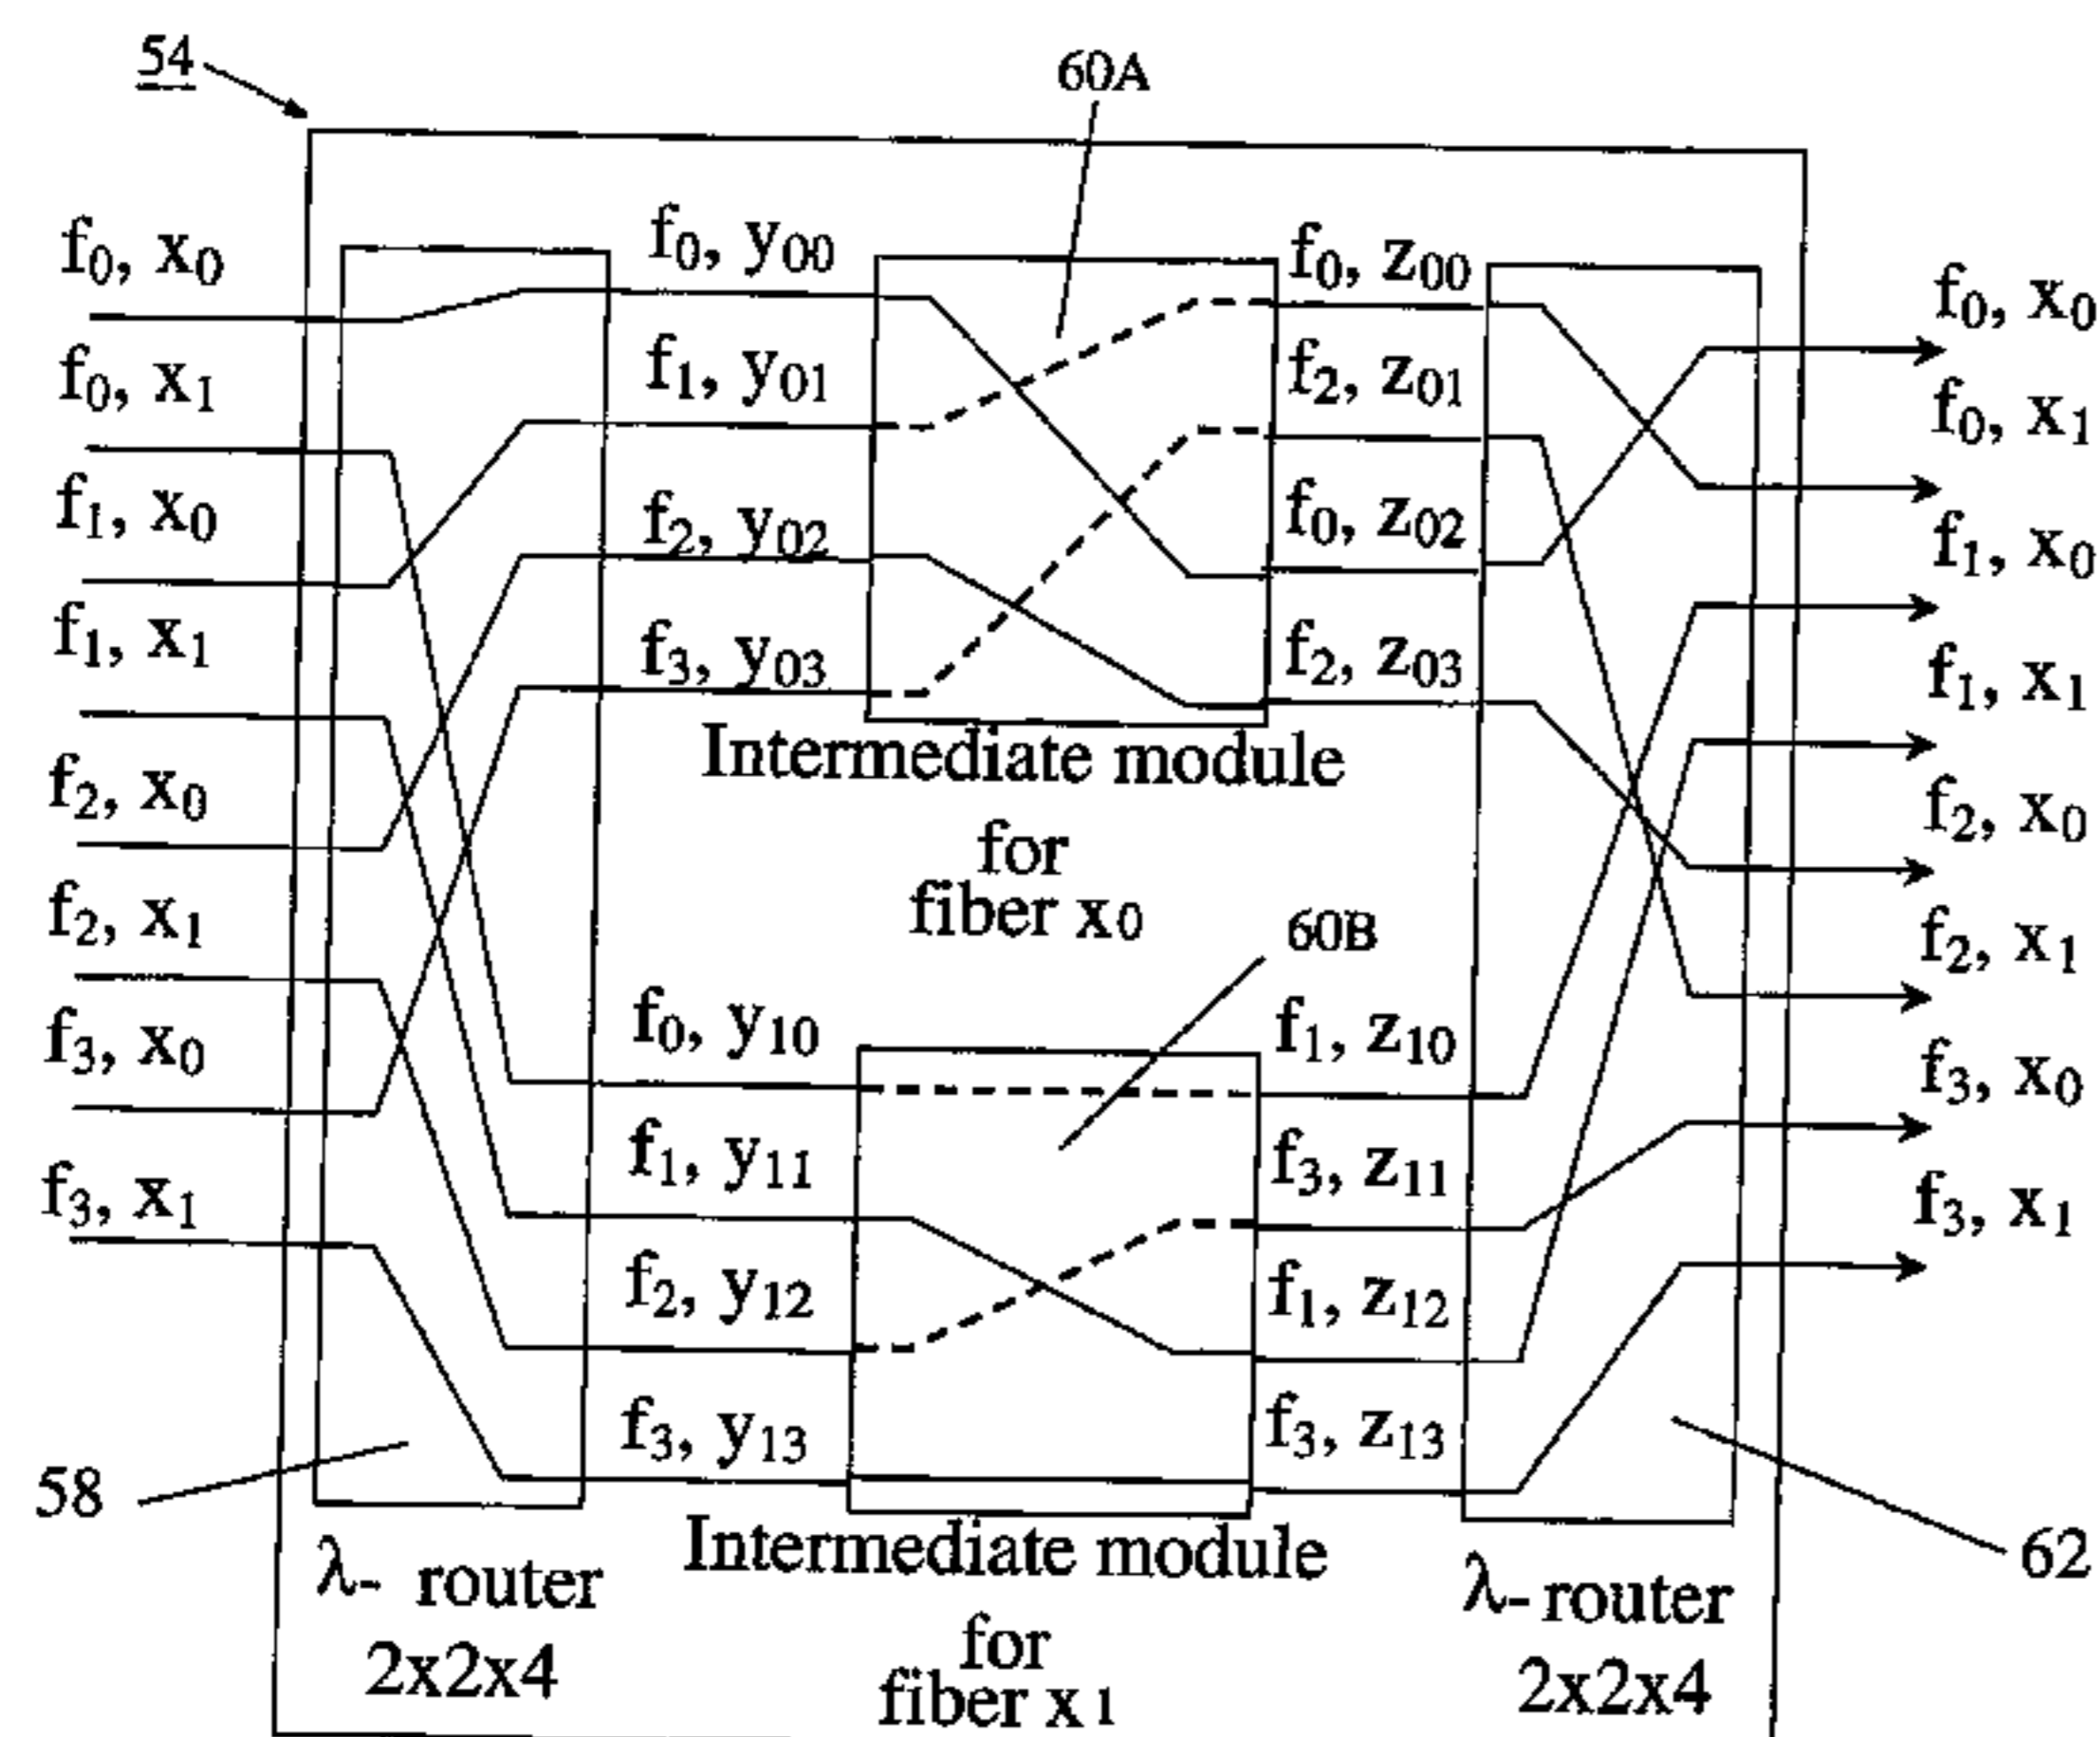 54
60A
f₀, x₀
f₀, x₁
f₁, x₀
f₁, x₁
f₂, x₀
f₂, x₁
f₃, x₀
f₃, x₁
f₀, y₀₀
f₁, y₀₁
f₂, y₀₂
f₃, y₀₃
f₀, z₀₀
f₂, z₀₁
f₀, z₀₂
f₂, z₀₃
Intermediate module
for
fiber x₀
60B
f₀, y₁₀
f₁, y₁₁
f₂, y₁₂
f₃, y₁₃
f₁, z₁₀
f₃, z₁₁
f₁, z₁₂
f₃, z₁₃
Intermediate module
for
fiber x₁
f₀, x₀
f₀, x₁
f₁, x₀
f₁, x₁
f₂, x₀
f₂, x₁
f₃, x₀
f₃, x₁
58
λ- router
2x2x4
62
λ- router
2x2x4